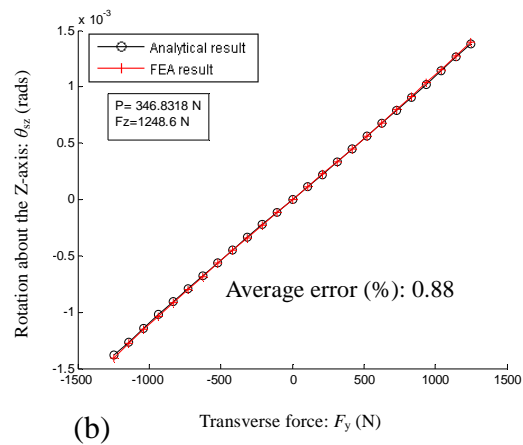 x 10-3
1.5
1
0.5
0
-0.5
-1
-1.5
-1500
-1000
-500
0
500
1000
1500
Rotation about the Z-axis: θsz (rads)
Analytical result
FEA result
P= 346.8318 N
Fz=1248.6 N
Average error (%): 0.88
(b)
Transverse force: Fy (N)